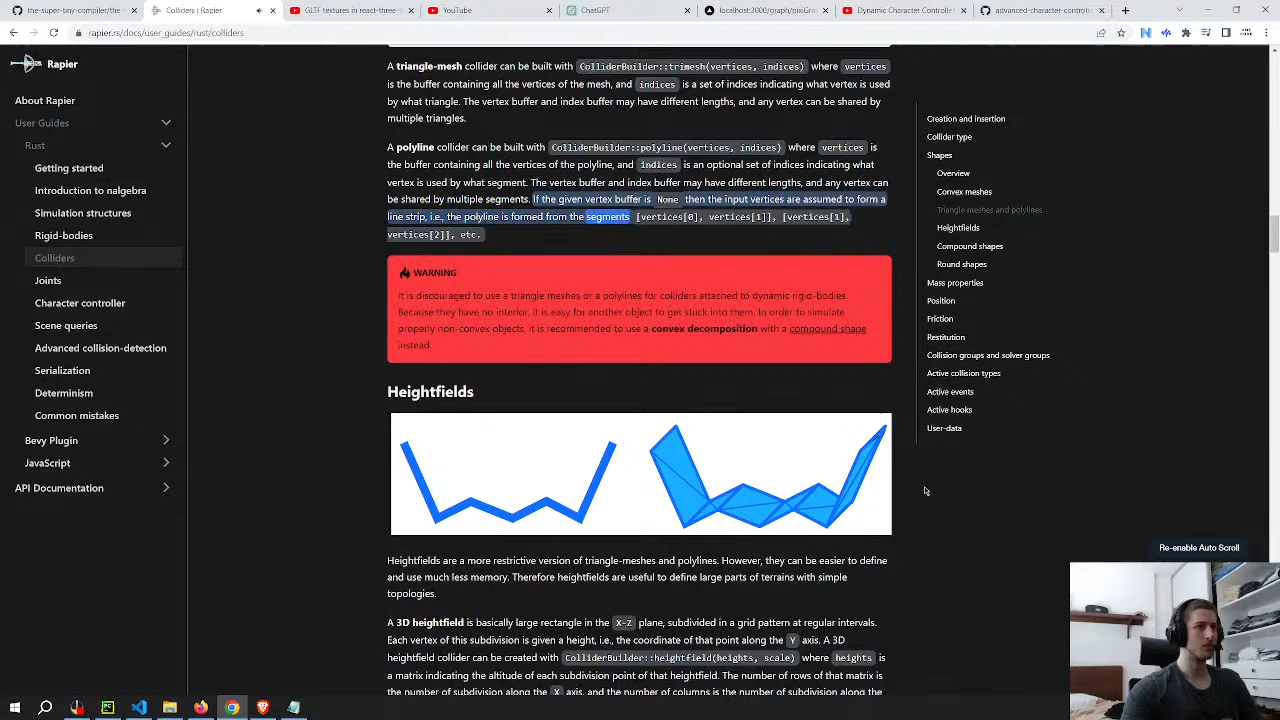 the-super-tiny-compiler/the-s
Colliders | Rapier
GLTF textures in react-three-f
YouTube
ChatGPT
localhost:3000/graph/pixiGrap
Dynamic Character Controller
advanced-character-controlle
rapier.rs/docs/user_guides/rust/colliders
Rapier
About Rapier
User Guides
Rust
Getting started
Introduction to nalgebra
Simulation structures
Rigid-bodies
Colliders
Joints
Character controller
Scene queries
Advanced collision-detection
Serialization
Determinism
Common mistakes
Bevy Plugin
JavaScript
API Documentation
A triangle-mesh collider can be built with ColliderBuilder::trimesh(vertices, indices) where vertices
is the buffer containing all the vertices of the mesh, and indices is a set of indices indicating what vertex is used
by what triangle. The vertex buffer and index buffer may have different lengths, and any vertex can be shared by
multiple triangles.
A polyline collider can be built with ColliderBuilder::polyline(vertices, indices) where vertices is
the buffer containing all the vertices of the polyline, and indices is an optional set of indices indicating what
vertex is used by what segment. The vertex buffer and index buffer may have different lengths, and any vertex can
be shared by multiple segments. If the given vertex buffer is None then the input vertices are assumed to form a
line strip, i.e., the polyline is formed from the segments [vertices[0], vertices[1]], [vertices[1],
vertices[2]], etc.
WARNING
It is discouraged to use a triangle meshes or a polylines for colliders attached to dynamic rigid-bodies.
Because they have no interior, it is easy for another object to get stuck into them. In order to simulate
properly non-convex objects, it is recommended to use a convex decomposition with a compound shape
instead.
Heightfields
Heightfields are a more restrictive version of triangle-meshes and polylines. However, they can be easier to define
and use much less memory. Therefore heightfields are useful to define large parts of terrains with simple
topologies.
A 3D heightfield is basically large rectangle in the X-Z plane, subdivided in a grid pattern at regular intervals.
Each vertex of this subdivision is given a height, i.e., the coordinate of that point along the Y axis. A 3D
heightfield collider can be created with ColliderBuilder::heightfield(heights, scale) where heights is
a matrix indicating the altitude of each subdivision point of that heightfield. The number of rows of that matrix is
the number of subdivision along the X axis, and the number of columns is the number of subdivision along the
Creation and insertion
Collider type
Shapes
Overview
Convex meshes
Triangle meshes and polylines
Heightfields
Compound shapes
Round shapes
Mass properties
Position
Friction
Restitution
Collision groups and solver groups
Active collision types
Active events
Active hooks
User-data
Re-enable Auto Scroll